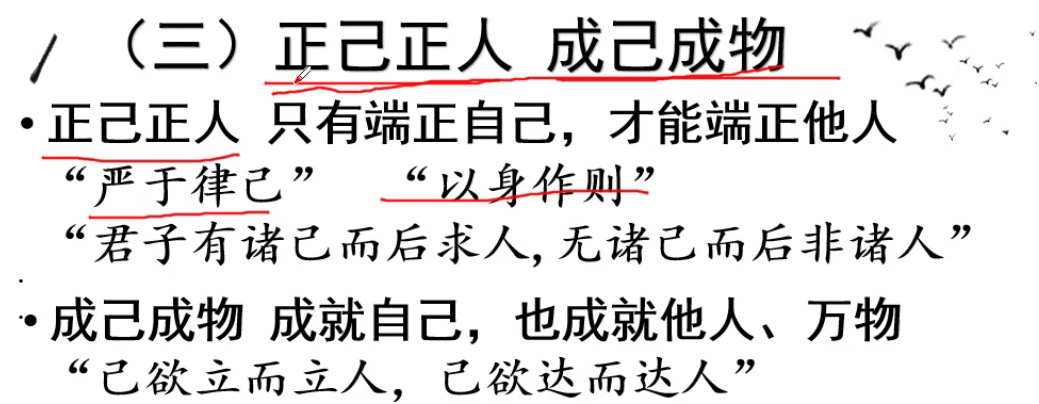 （三）正己正人 成己成物
•正己正人 只有端正自己，才能端正他人
“严于律己” “以身作则”
“君子有诸己而后求人,无诸己而后非诸人”
•成己成物 成就自己，也成就他人、万物
“己欲立而立人，己欲达而达人”